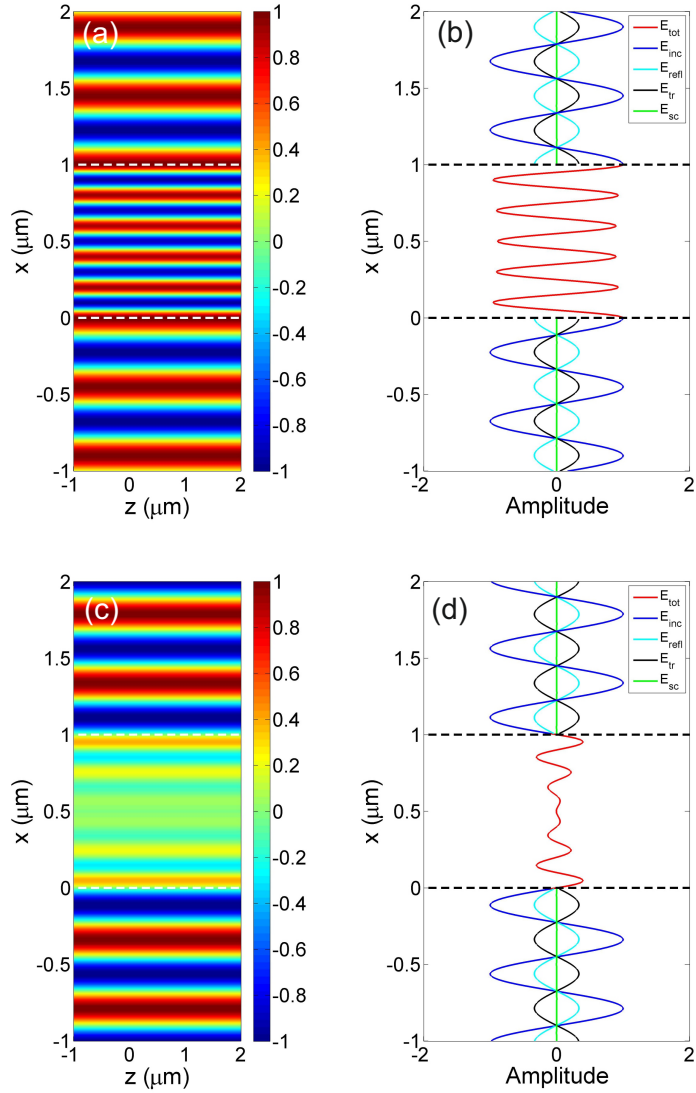 (a)
2
1.5
1
0.5
0
-0.5
-1
x (μm)
-1 0 1 2
z (μm)
1
0.8
0.6
0.4
0.2
0
-0.2
-0.4
-0.6
-0.8
-1
(b)
E_tot
E_inc
E_refl
E_tr
E_sc
2
1.5
1
0.5
0
-0.5
-1
x (μm)
-2 0 2
Amplitude
(c)
2
1.5
1
0.5
0
-0.5
-1
x (μm)
-1 0 1 2
z (μm)
1
0.8
0.6
0.4
0.2
0
-0.2
-0.4
-0.6
-0.8
-1
(d)
E_tot
E_inc
E_refl
E_tr
E_sc
2
1.5
1
0.5
0
-0.5
-1
x (μm)
-2 0 2
Amplitude